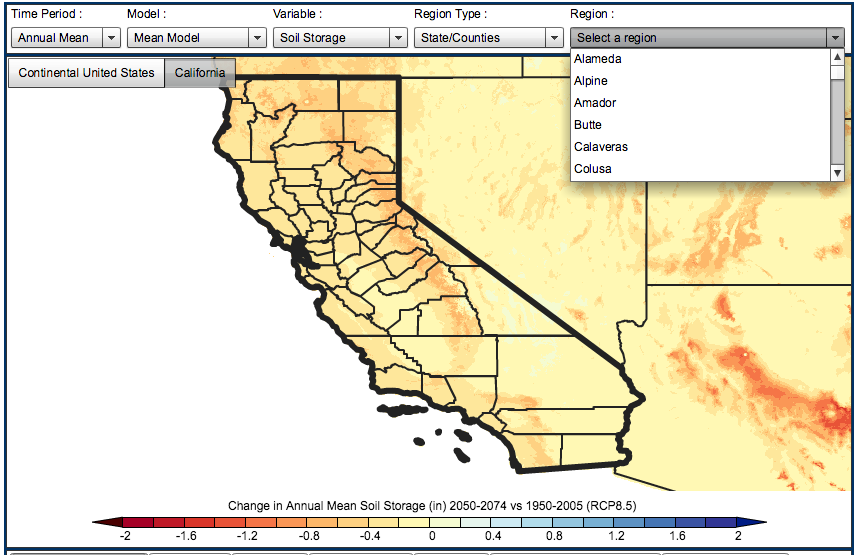 Time Period : Model : Variable : Region Type : Region :
Annual Mean Mean Model Soil Storage State/Counties Select a region
Continental United States California
Alameda
Alpine
Amador
Butte
Calaveras
Colusa
Change in Annual Mean Soil Storage (in) 2050-2074 vs 1950-2005 (RCP8.5)
-2 -1.6 -1.2 -0.8 -0.4 0 0.4 0.8 1.2 1.6 2